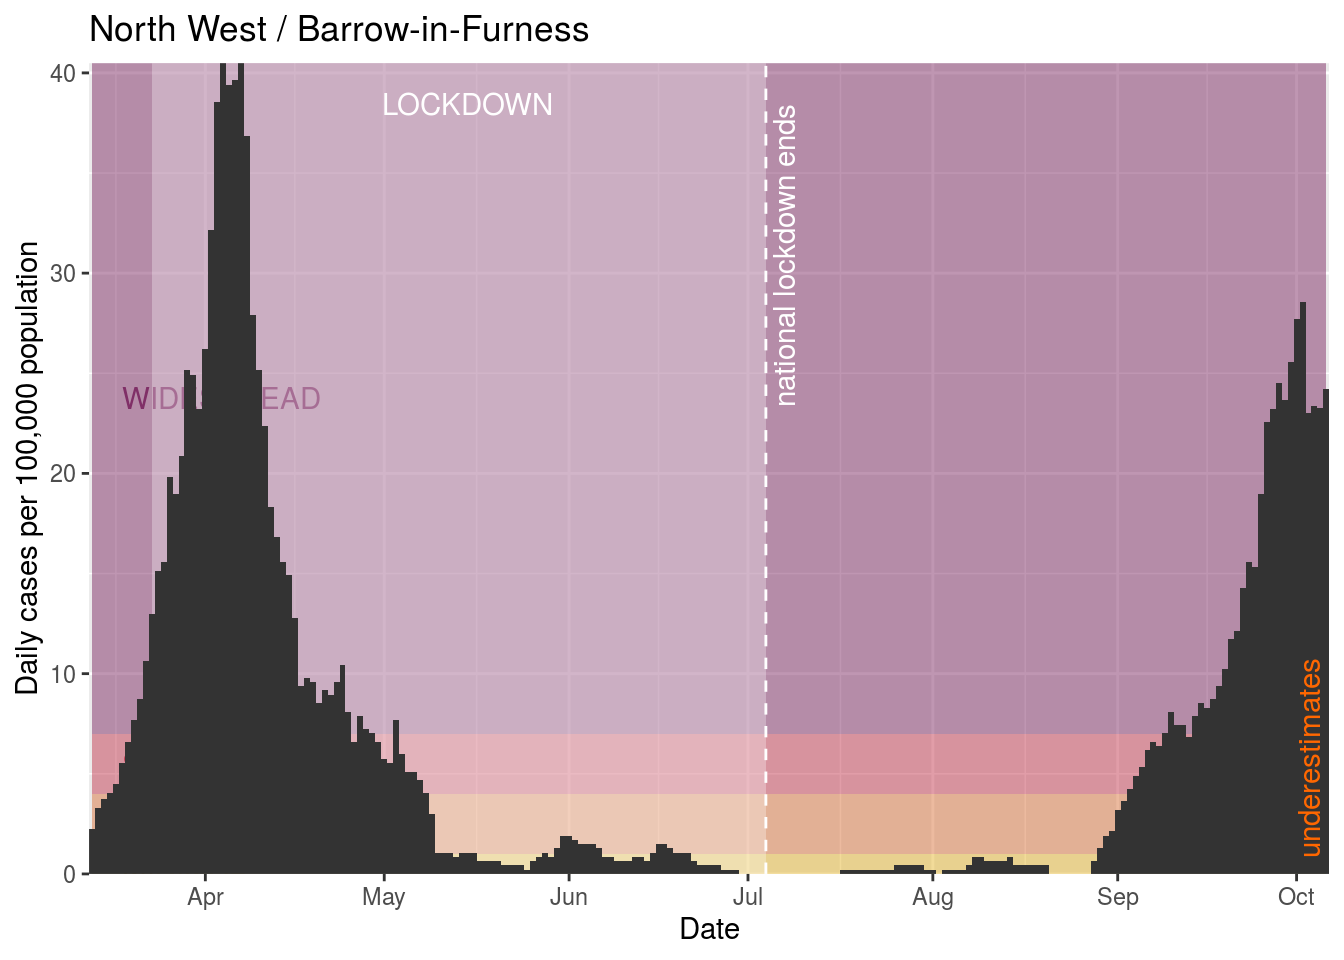 North West / Barrow-in-Furness
Daily cases per 100,000 population
40
30
20
10
0
LOCKDOWN
national lockdown ends
underestimates
Apr
May
Jun
Jul
Aug
Sep
Oct
Date